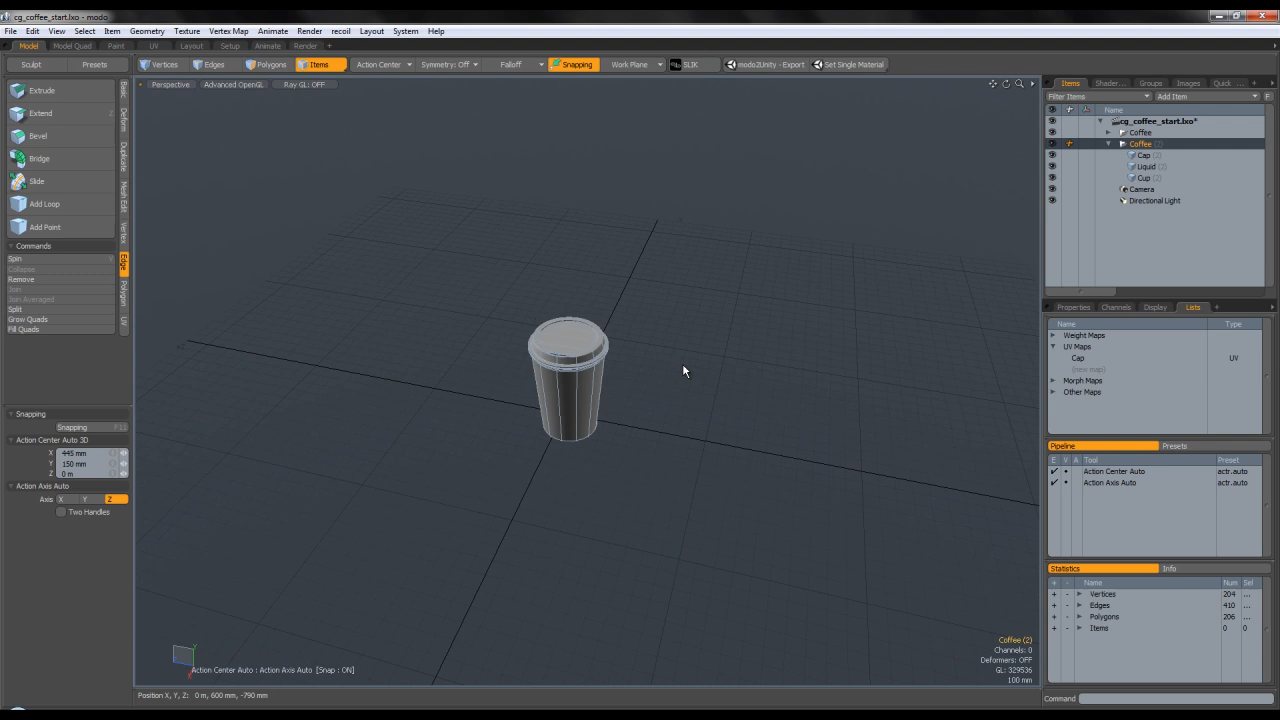 cg_coffee_start.lxo* - modo
File Edit View Select Item Geometry Texture Vertex Map Animate Render recoil Layout System Help
Model Model Quad Paint UV Layout Setup Animate Render +
Sculpt Presets Vertices Edges Polygons Items Action Center Symmetry: Off Falloff Snapping Work Plane SLIK modo2Unity - Export Set Single Material
Perspective Advanced OpenGL Ray GL: OFF
Extrude
Extend
Bevel
Bridge
Slide
Add Loop
Add Point
Commands
Spin
Collapse
Remove
Join
Join Averaged
Split
Grow Quads
Fill Quads
Basic
Deform
Duplicate
Mesh Edit
Vertex
Edge
Polygon
UV
Snapping
Snapping F11
Action Center Auto 3D
X 445 mm
Y 150 mm
Z 0 m
Action Axis Auto
Axis X Y Z
Two Handles
Action Center Auto : Action Axis Auto [Snap : ON]
Coffee (2)
Channels: 0
Deformers: OFF
GL: 329536
100 mm
Position X, Y, Z: 0 m, 600 mm, -790 mm
Items Shader... Groups Images Quick ... +
Filter Items Add Item F
Name
cg_coffee_start.lxo*
Coffee
Coffee (2)
Cap (2)
Liquid (2)
Cup (2)
Camera
Directional Light
Properties Channels Display Lists +
Name Type
Weight Maps
UV Maps
Cap UV
(new map)
Morph Maps
Other Maps
Pipeline Presets
E V A Tool Preset
Action Center Auto actr.auto
Action Axis Auto actr.auto
Statistics Info
+ - Name Num Sel
+ - Vertices 204 ...
+ - Edges 410 ...
+ - Polygons 206 ...
+ - Items 0 0
Command